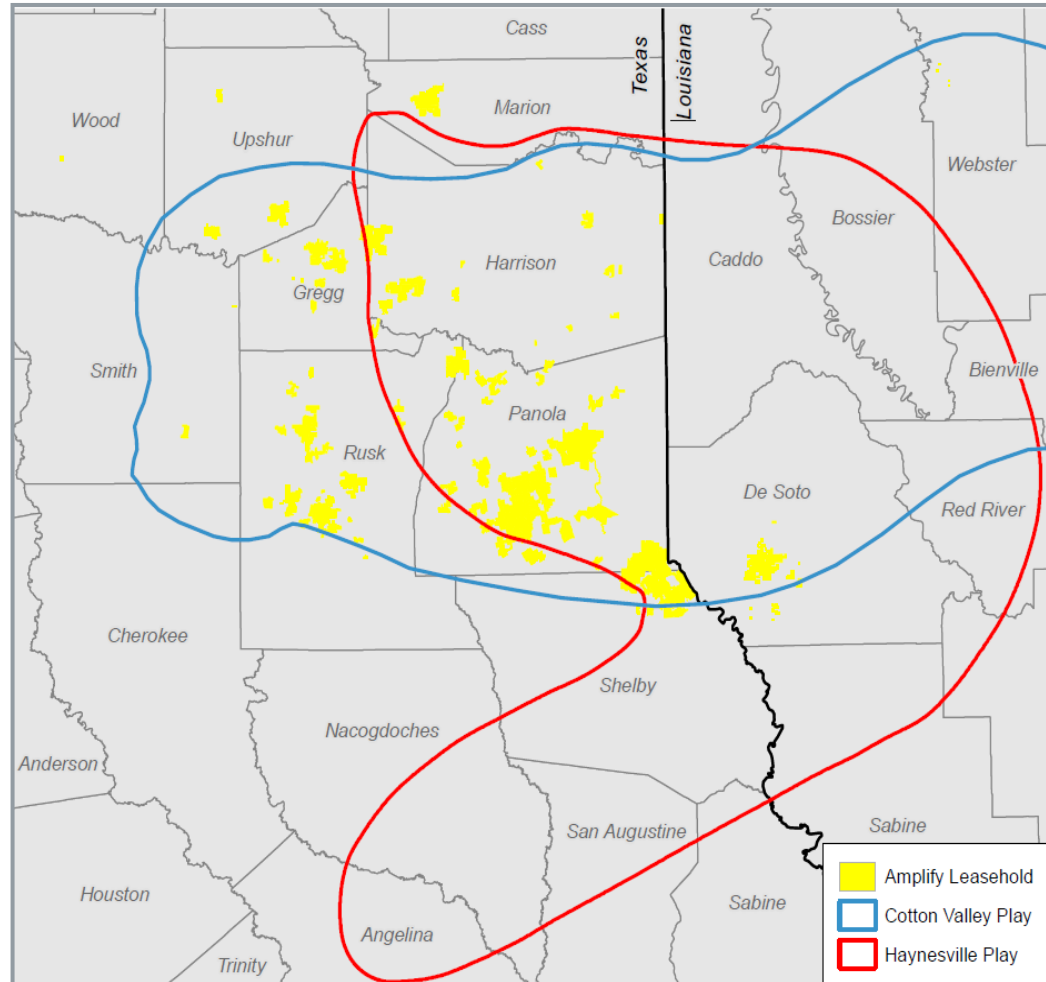 Cass
Texas
Louisiana
Marion
Wood
Upshur
Webster
Bossier
Harrison
Caddo
Gregg
Smith
Bienville
Panola
Rusk
De Soto
Red River
Cherokee
Shelby
Nacogdoches
Anderson
San Augustine
Sabine
Houston
Sabine
Angelina
Trinity
Amplify Leasehold
Cotton Valley Play
Haynesville Play